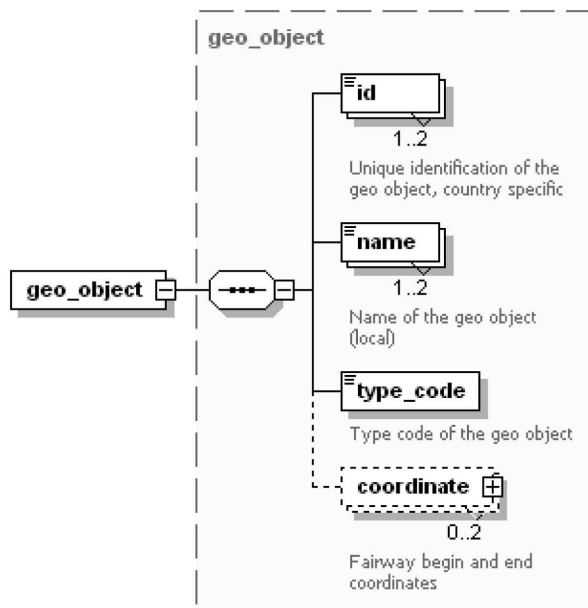 geo_object
id
1..2
Unique identification of the
geo object, country specific
name
1..2
Name of the geo object
(local)
geo_object
type_code
Type code of the geo object
coordinate
0..2
Fairway begin and end
coordinates